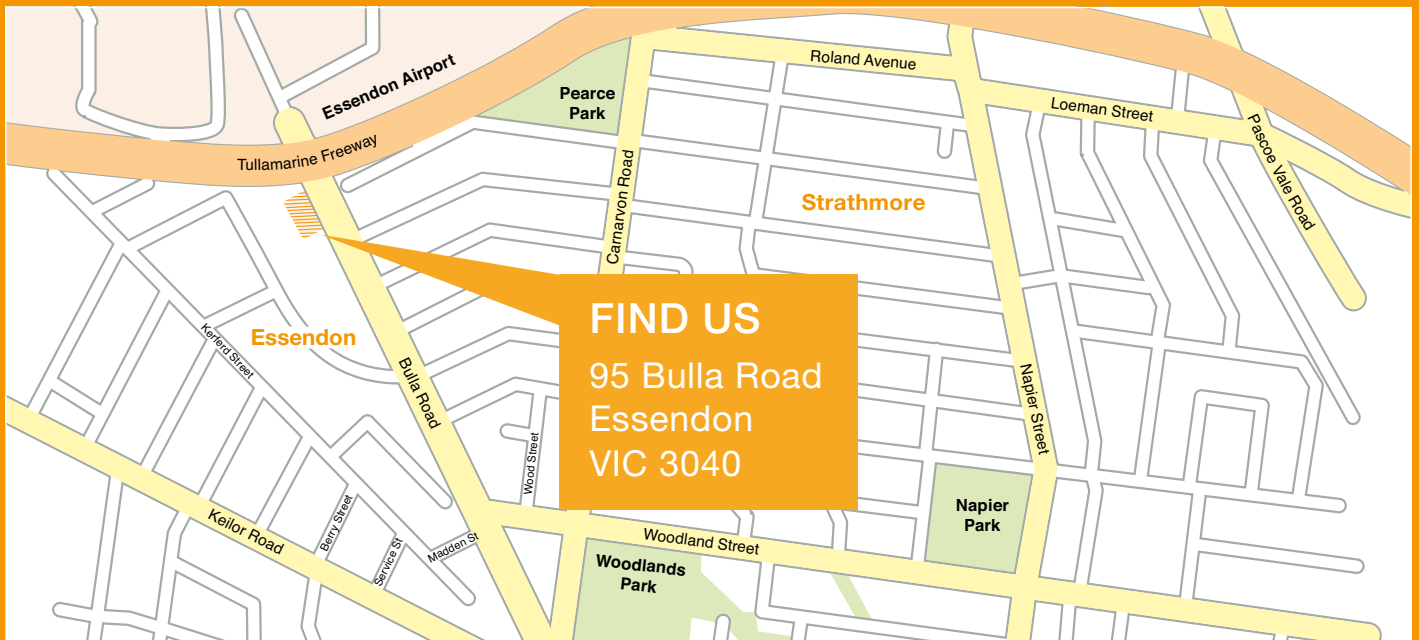 Essendon Airport
Tullamarine Freeway
Pearce
Park
Roland Avenue
Loeman Street
Pascoe Vale Road
Carnarvon Road
Strathmore
FIND US
95 Bulla Road
Essendon
VIC 3040
Essendon
Kerferd Street
Bulla Road
Napier Street
Wood Street
Keilor Road
Berry Street
Service St
Madden St
Woodland Street
Napier
Park
Woodlands
Park